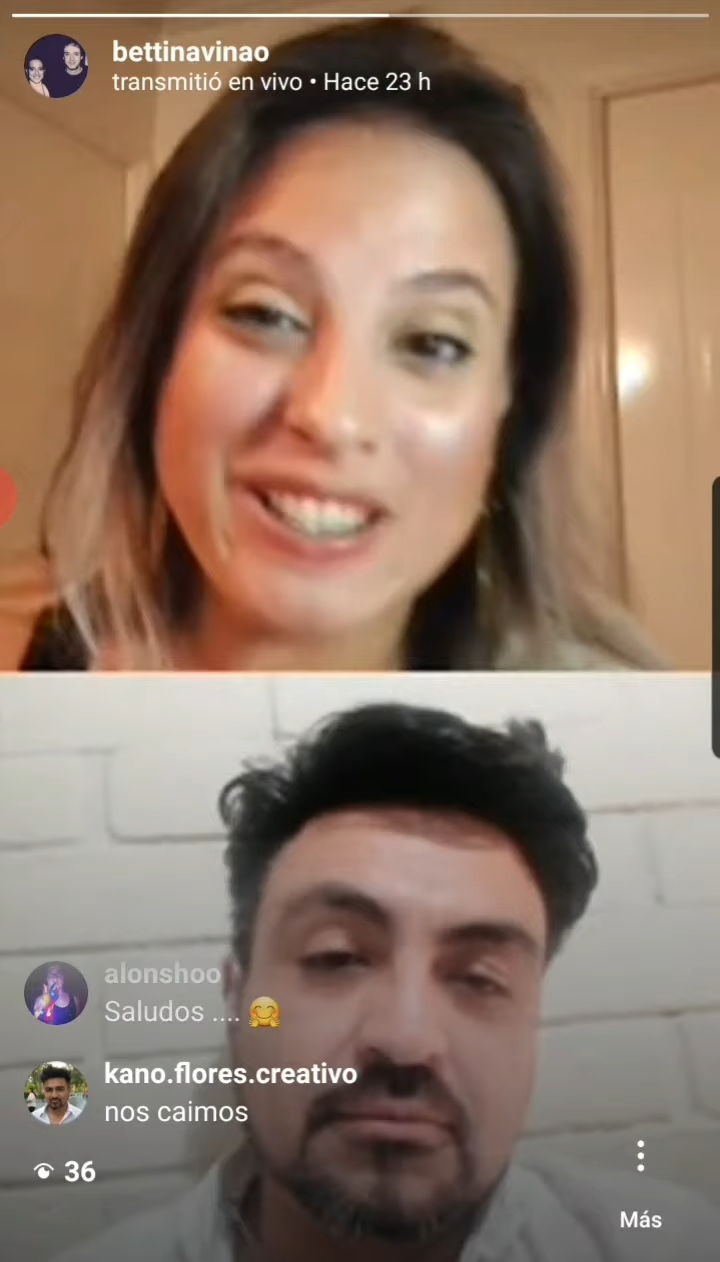 bettinavinao
transmitió en vivo • Hace 23 h
alonshoo
Saludos .... 🤗
kano.flores.creativo
nos caimos
36
Más